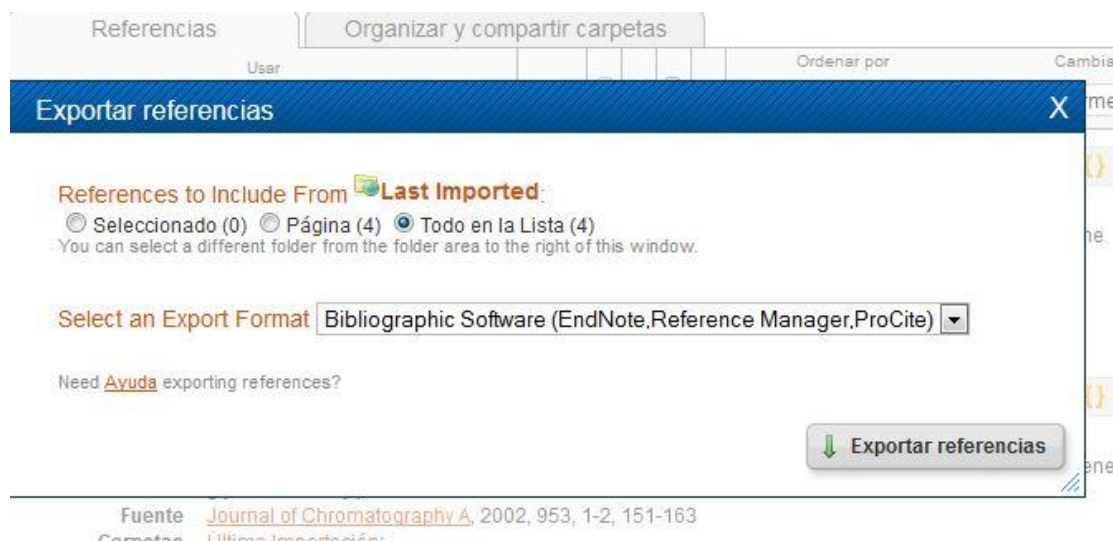 Referencias
Organizar y compartir carpetas
Usar
Ordenar por
Exportar referencias
X
References to Include From Last Imported:
Seleccionado (0) Página (4) Todo en la Lista (4)
You can select a different folder from the folder area to the right of this window.
Select an Export Format Bibliographic Software (EndNote,Reference Manager,ProCite)
Need Ayuda exporting references?
Exportar referencias
Fuente Journal of Chromatography A, 2002, 953, 1-2, 151-163
Carpetas Última Importación;